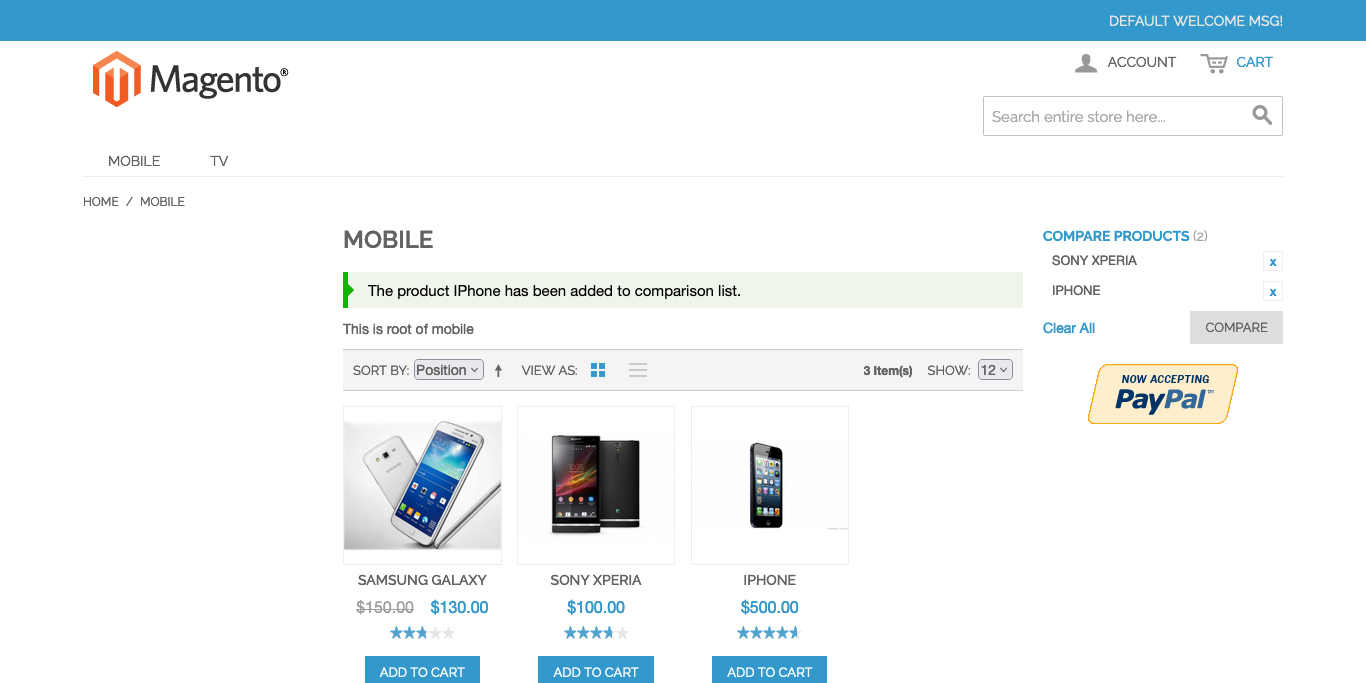 DEFAULT WELCOME MSG!
Magento®
ACCOUNT
CART
Search entire store here...
MOBILE
TV
HOME / MOBILE
MOBILE
The product IPhone has been added to comparison list.
This is root of mobile
SORT BY: Position
VIEW AS:
3 Item(s)
SHOW: 12
SAMSUNG GALAXY
$150.00 $130.00
ADD TO CART
SONY XPERIA
$100.00
ADD TO CART
IPHONE
$500.00
ADD TO CART
COMPARE PRODUCTS (2)
SONY XPERIA x
IPHONE x
Clear All
COMPARE
NOW ACCEPTING
PayPal™